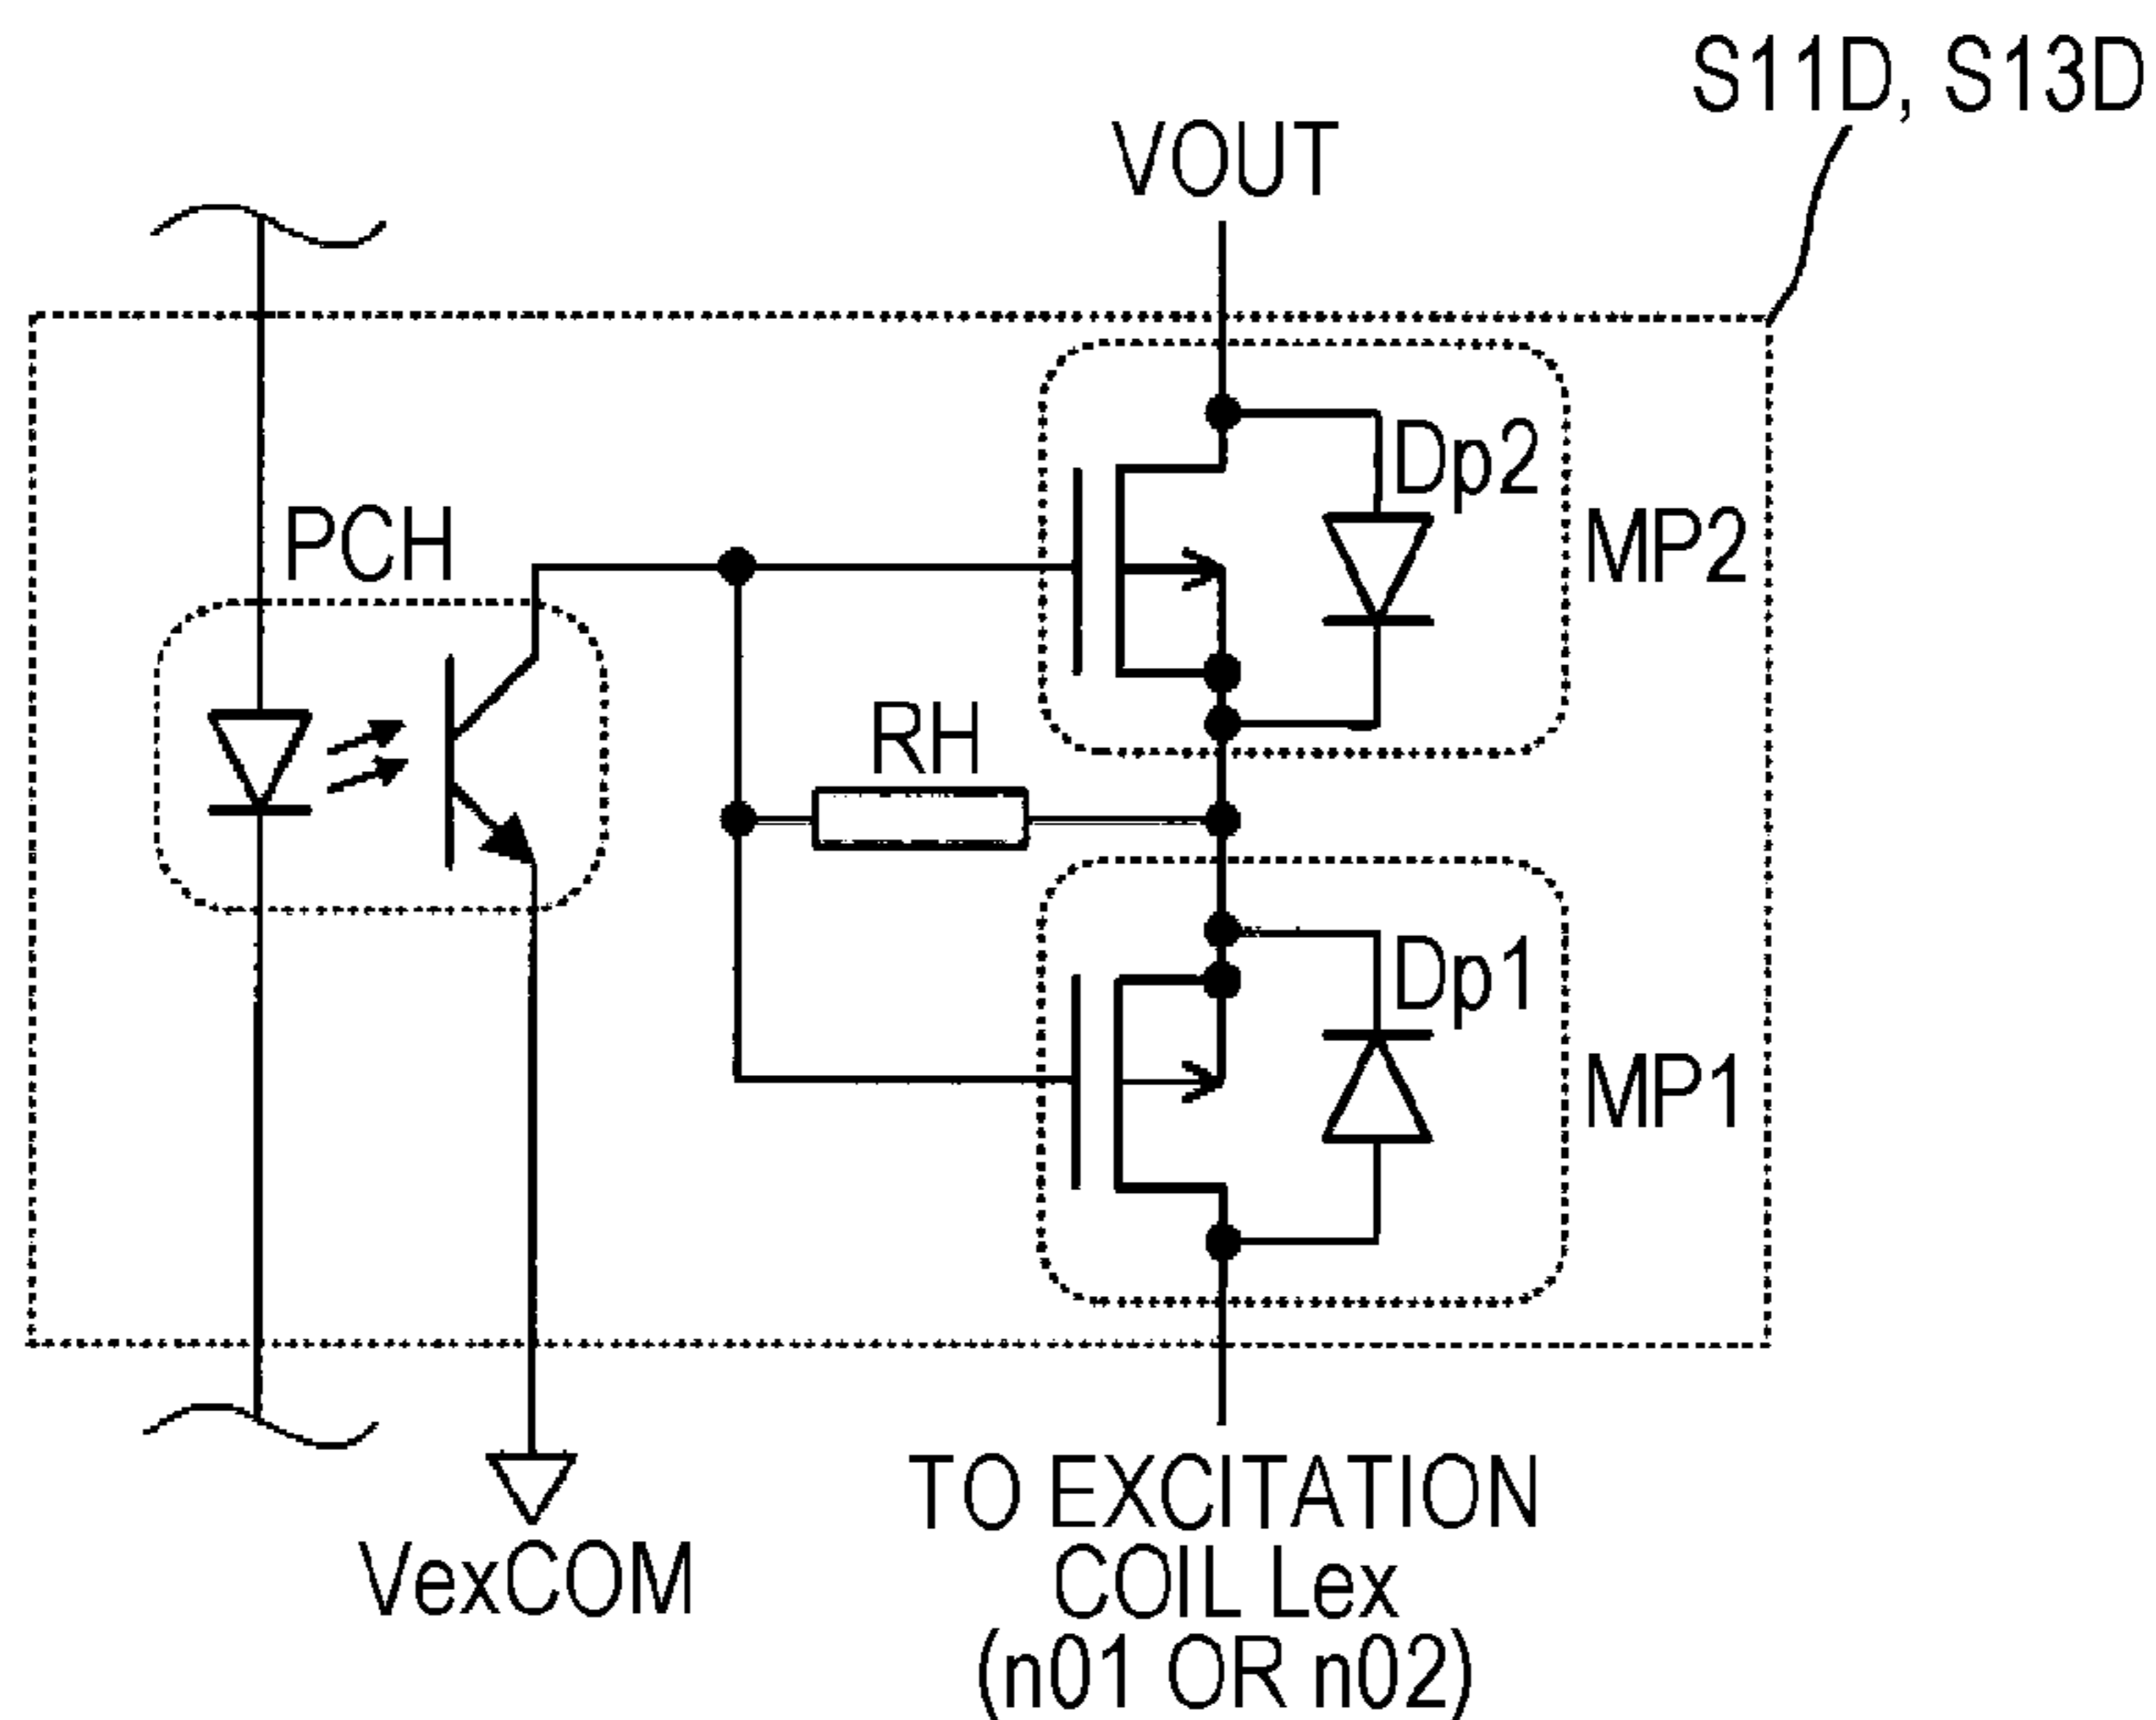 S11D, S13D
VOUT
Dp2
PCH
MP2
RH
Dp1
MP1
TO EXCITATION
COIL Lex
(n01 OR n02)
VexCOM